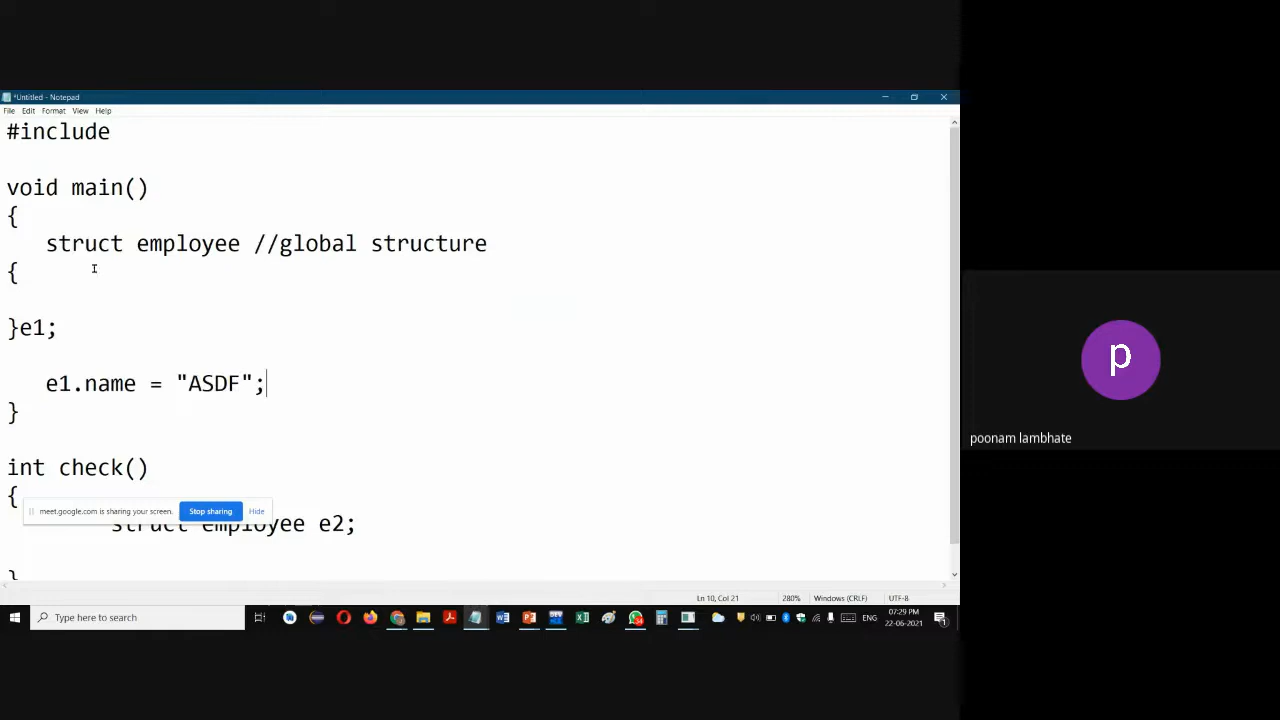 *Untitled - Notepad
File Edit Format View Help
#include
void main()
{
struct employee //global structure
{
}e1;
e1.name = "ASDF";
}
int check()
{
meet.google.com is sharing your screen. Stop sharing Hide
struct employee e2;
}
Ln 10, Col 21 280% Windows (CRLF) UTF-8
Type here to search
ENG
07:29 PM
22-06-2021
p
poonam lambhate